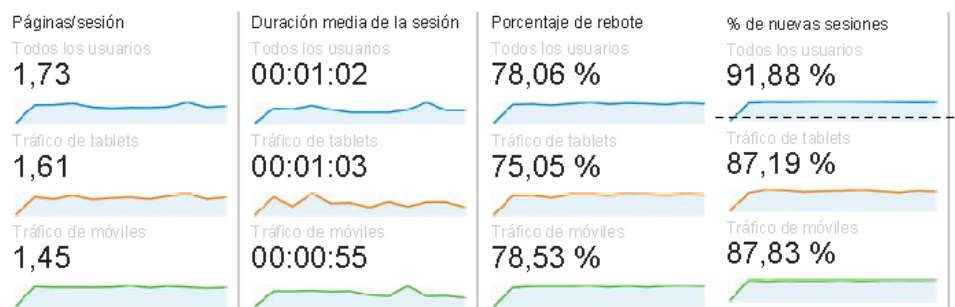 Páginas/sesión
Todos los usuarios
1,73
Tráfico de tablets
1,61
Tráfico de móviles
1,45
Duración media de la sesión
Todos los usuarios
00:01:02
Tráfico de tablets
00:01:03
Tráfico de móviles
00:00:55
Porcentaje de rebote
Todos los usuarios
78,06 %
Tráfico de tablets
75,05 %
Tráfico de móviles
78,53 %
% de nuevas sesiones
Todos los usuarios
91,88 %
Tráfico de tablets
87,19 %
Tráfico de móviles
87,83 %